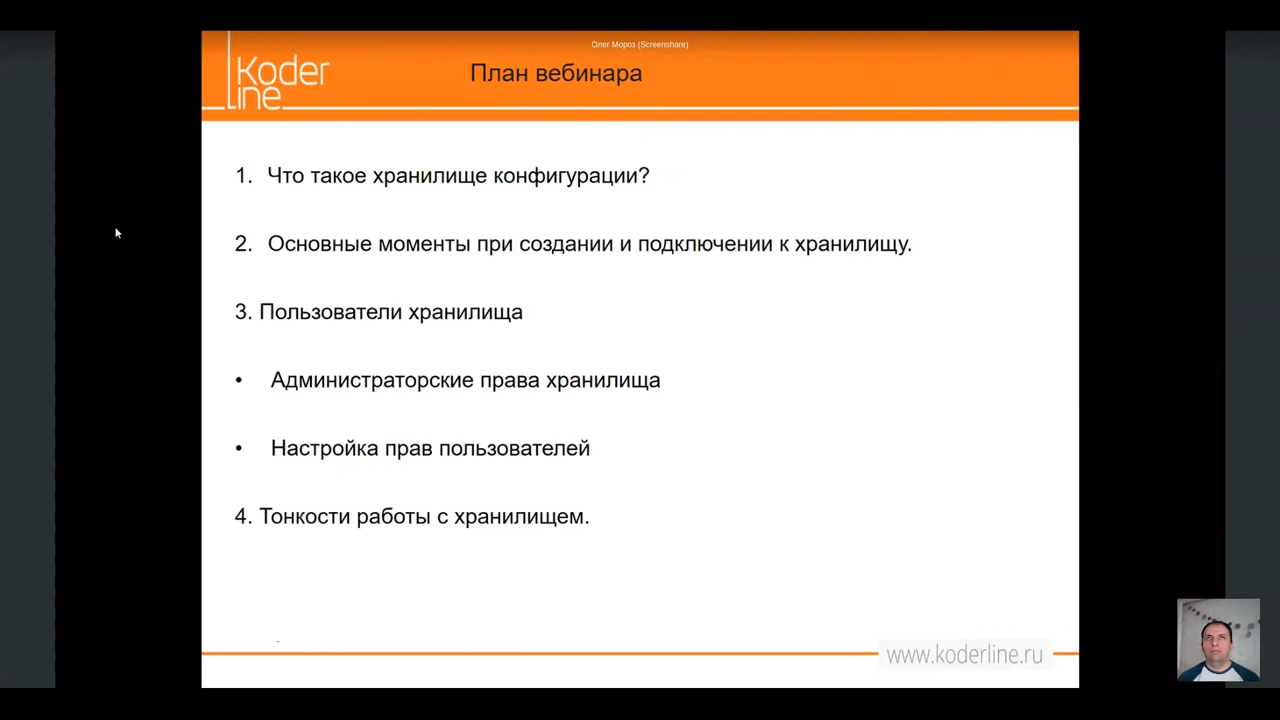 Олег Мороз (Screenshare)
Koder
line
План вебинара
1. Что такое хранилище конфигурации?
2. Основные моменты при создании и подключении к хранилищу.
3. Пользователи хранилища
• Администраторские права хранилища
• Настройка прав пользователей
4. Тонкости работы с хранилищем.
www.koderline.ru